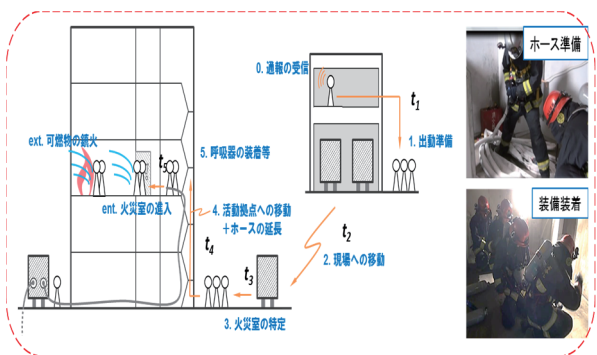 0. 通報の受信
t1
1. 出動準備
t2
2. 現場への移動
t3
3. 火災室の特定
t4
4. 活動拠点への移動
+ホースの延長
t5
5. 呼吸器の装着等
ent. 火災室の進入
ext. 可燃物の鎮火
ホース準備
装備装着